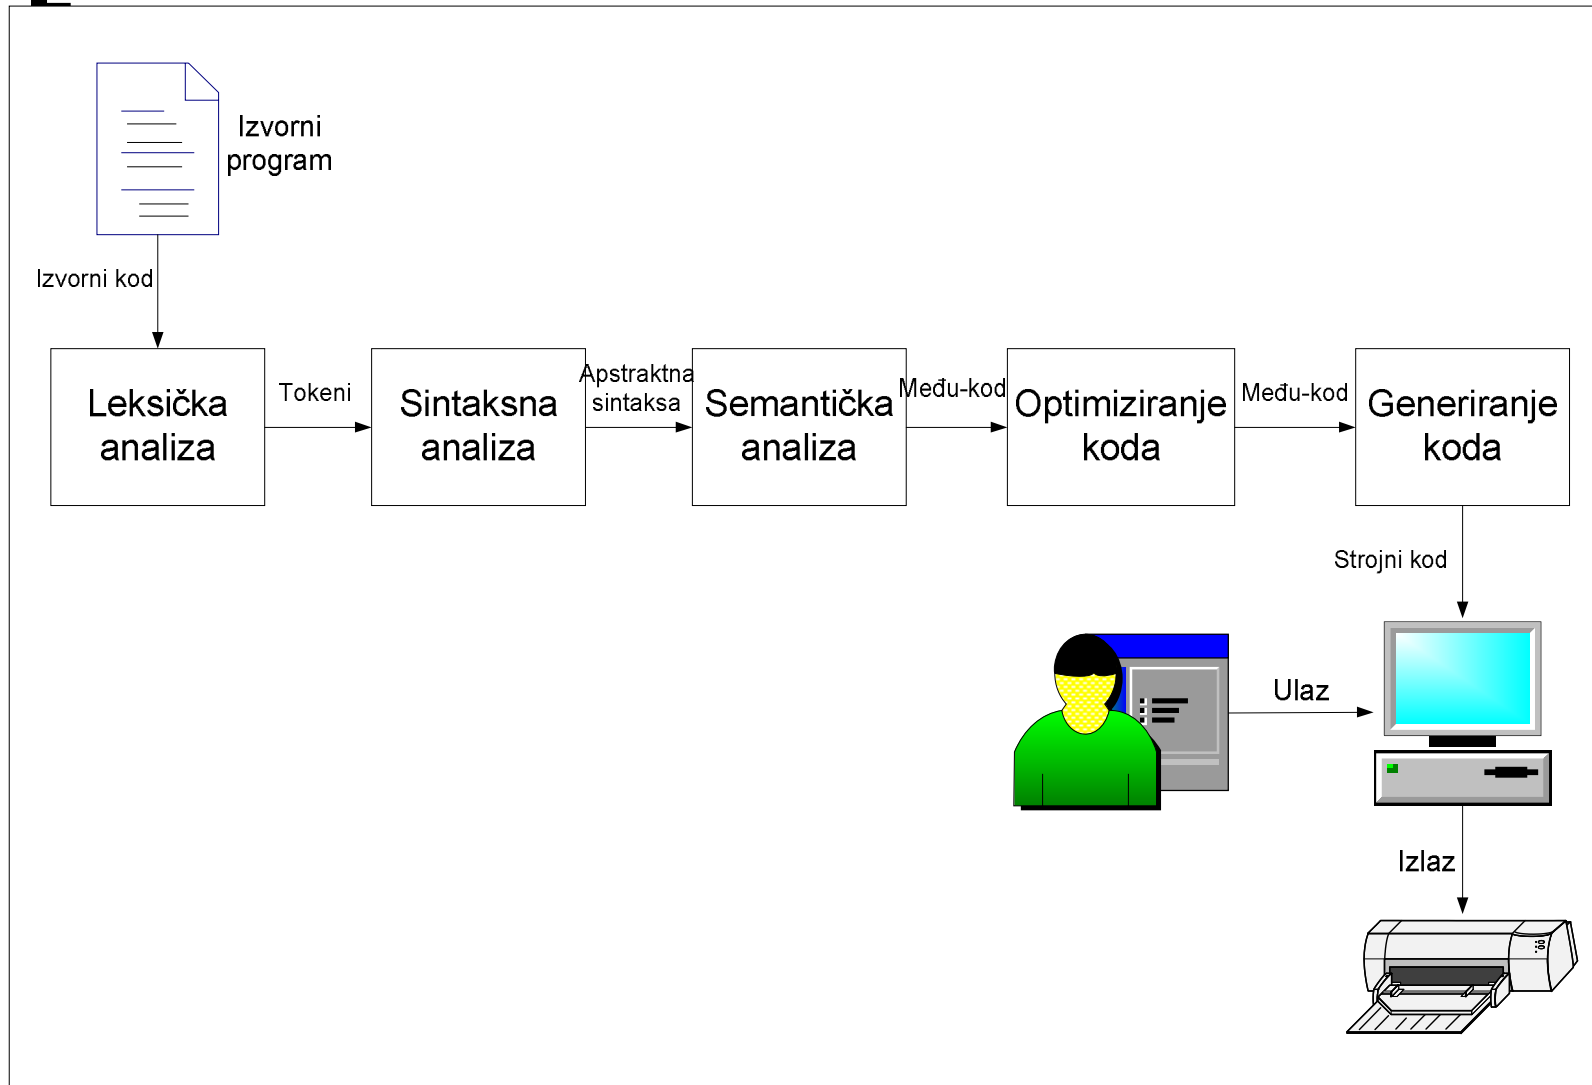 Izvorni
program
Izvorni kod
Leksička
analiza
Tokeni
Sintaksna
analiza
Apstraktna
sintaksa
Semantička
analiza
Među-kod
Optimiziranje
koda
Među-kod
Generiranje
koda
Strojni kod
Ulaz
Izlaz